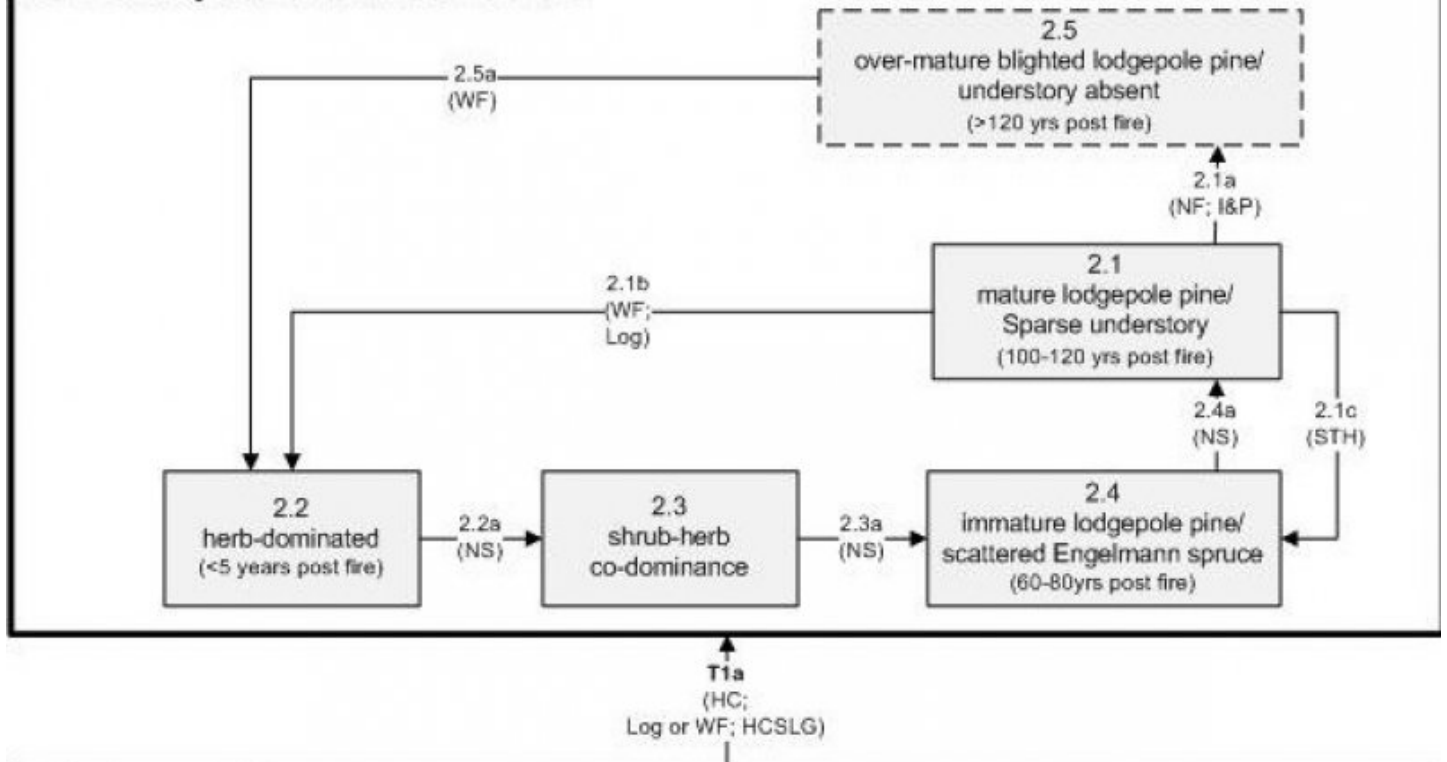 2.5
over-mature blighted lodgepole pine/
understory absent
(>120 yrs post fire)
2.5a
(WF)
2.1a
(NF; I&P)
2.1
mature lodgepole pine/
Sparse understory
(100-120 yrs post fire)
2.1b
(WF;
Log)
2.4a
(NS)
2.1c
(STH)
2.2
herb-dominated
(<5 years post fire)
2.2a
(NS)
2.3
shrub-herb
co-dominance
2.3a
(NS)
2.4
immature lodgepole pine/
scattered Engelmann spruce
(60-80yrs post fire)
T1a
(HC;
Log or WF; HCSLG)